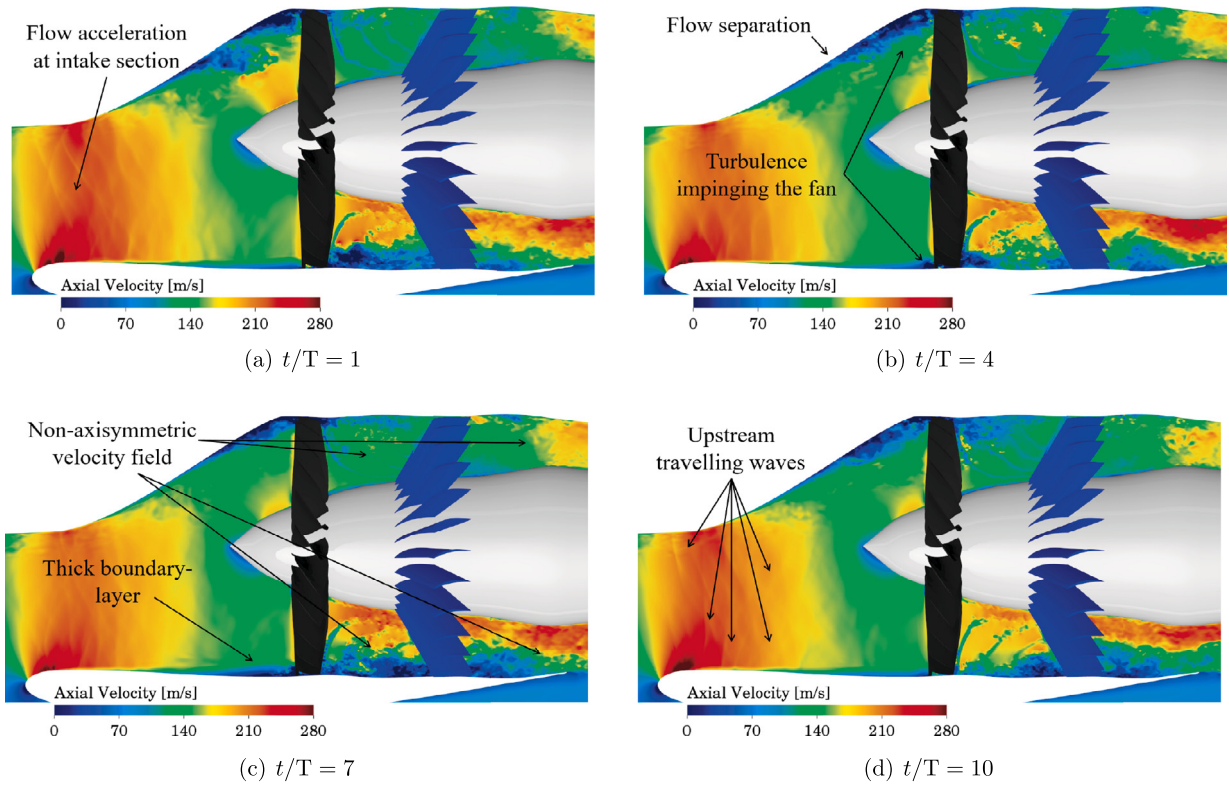 Flow acceleration
at intake section
Axial Velocity [m/s]
0 70 140 210 280
(a) t/T = 1
Flow separation
Turbulence
impinging the fan
Axial Velocity [m/s]
0 70 140 210 280
(b) t/T = 4
Non-axisymmetric
velocity field
Thick boundary-
layer
Axial Velocity [m/s]
0 70 140 210 280
(c) t/T = 7
Upstream
travelling waves
Axial Velocity [m/s]
0 70 140 210 280
(d) t/T = 10